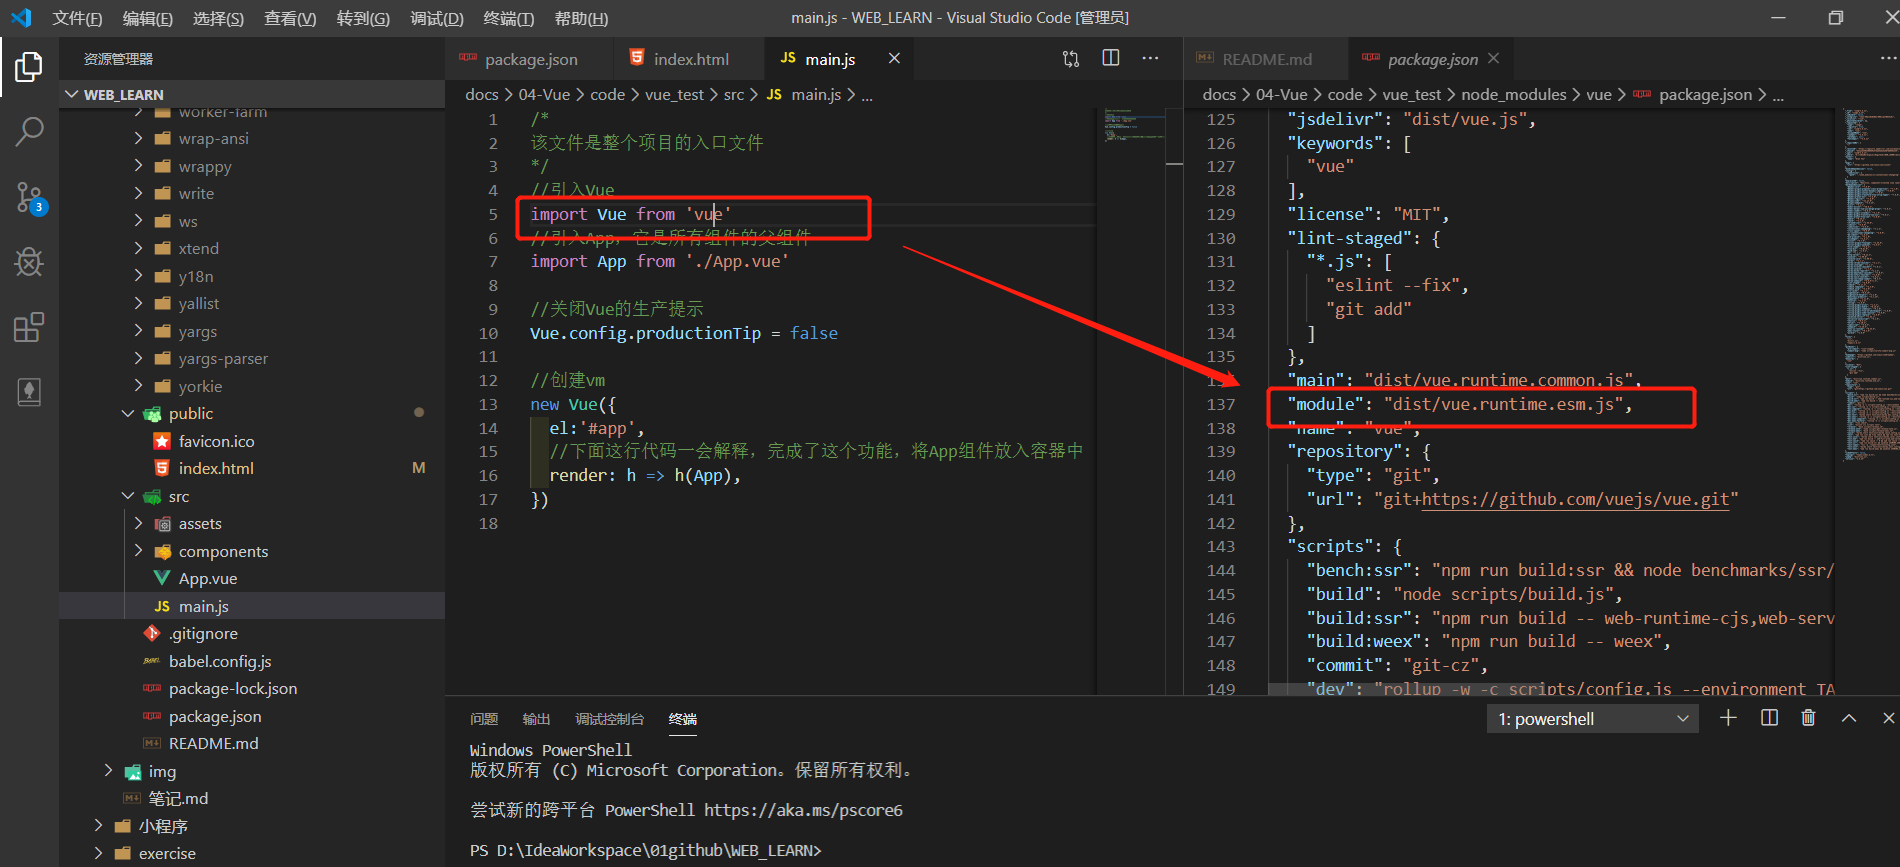 文件(F) 编辑(E) 选择(S) 查看(V) 转到(G) 调试(D) 终端(T) 帮助(H) main.js - WEB_LEARN - Visual Studio Code [管理员]
资源管理器
WEB_LEARN
worker-farm
wrap-ansi
wrappy
write
ws
xtend
y18n
yallist
yargs
yargs-parser
yorkie
public
favicon.ico
index.html M
src
assets
components
App.vue
JS main.js
.gitignore
BABEL babel.config.js
package-lock.json
package.json
README.md
img
笔记.md
小程序
exercise
3
package.json
index.html
JS main.js
docs > 04-Vue > code > vue_test > src > JS main.js > ...
1 /*
2 该文件是整个项目的入口文件
3 */
4 //引入Vue
5 import Vue from 'vue'
6 //引入App，它是所有组件的父组件
7 import App from './App.vue'
8
9 //关闭Vue的生产提示
10 Vue.config.productionTip = false
11
12 //创建vm
13 new Vue({
14 el:'#app',
15 //下面这行代码一会解释，完成了这个功能，将App组件放入容器中
16 render: h => h(App),
17 })
18
README.md
package.json
docs > 04-Vue > code > vue_test > node_modules > vue > package.json > ...
125 "jsdelivr": "dist/vue.js",
126 "keywords": [
127 "vue"
128 ],
129 "license": "MIT",
130 "lint-staged": {
131 "*.js": [
132 "eslint --fix",
133 "git add"
134 ]
135 },
"main": "dist/vue.runtime.common.js",
137 "module": "dist/vue.runtime.esm.js",
138 "name": "vue",
139 "repository": {
140 "type": "git",
141 "url": "git+https://github.com/vuejs/vue.git"
142 },
143 "scripts": {
144 "bench:ssr": "npm run build:ssr && node benchmarks/ssr/
145 "build": "node scripts/build.js",
146 "build:ssr": "npm run build -- web-runtime-cjs,web-serv
147 "build:weex": "npm run build -- weex",
148 "commit": "git-cz",
149 "dev": "rollup -w -c scripts/config.js --environment TA
问题 输出 调试控制台 终端 1: powershell
Windows PowerShell
版权所有 (C) Microsoft Corporation。保留所有权利。
尝试新的跨平台 PowerShell https://aka.ms/pscore6
PS D:\IdeaWorkspace\01github\WEB_LEARN>